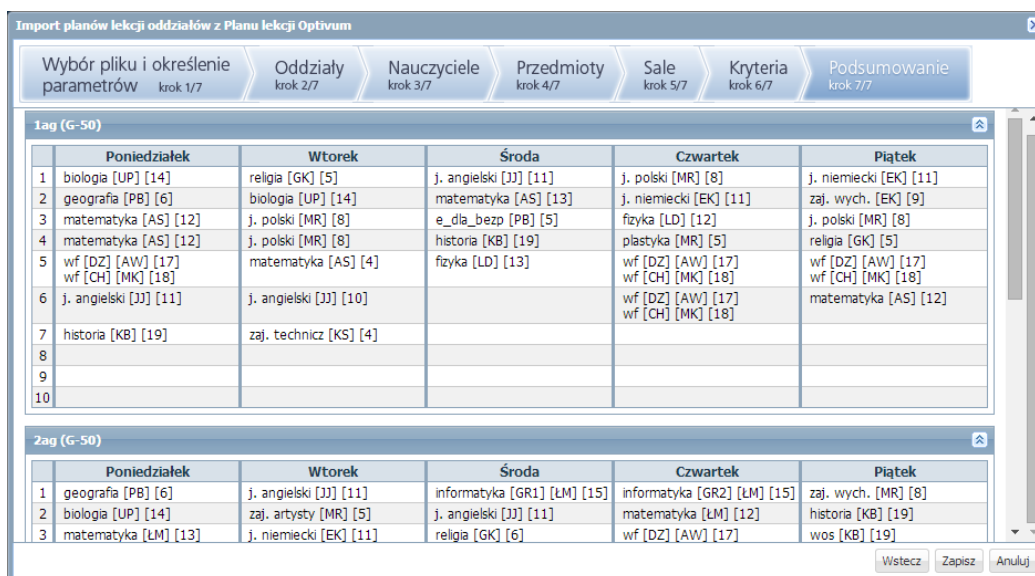 Import planów lekcji oddziałów z Planu lekcji Optivum
Wybór pliku i określenie parametrów krok 1/7
Oddziały krok 2/7
Nauczyciele krok 3/7
Przedmioty krok 4/7
Sale krok 5/7
Kryteria krok 6/7
Podsumowanie krok 7/7
1ag (G-50)
Poniedziałek Wtorek Środa Czwartek Piątek
1 biologia [UP] [14] religia [GK] [5] j. angielski [JJ] [11] j. polski [MR] [8] j. niemiecki [EK] [11]
2 geografia [PB] [6] biologia [UP] [14] matematyka [AS] [13] j. niemiecki [EK] [11] zaj. wych. [EK] [9]
3 matematyka [AS] [12] j. polski [MR] [8] e_dla_bezp [PB] [5] fizyka [LD] [12] j. polski [MR] [8]
4 matematyka [AS] [12] j. polski [MR] [8] historia [KB] [19] plastyka [MR] [5] religia [GK] [5]
5 wf [DZ] [AW] [17] matematyka [AS] [4] fizyka [LD] [13] wf [DZ] [AW] [17] wf [DZ] [AW] [17]
wf [CH] [MK] [18] wf [CH] [MK] [18] wf [CH] [MK] [18]
6 j. angielski [JJ] [11] j. angielski [JJ] [10] wf [DZ] [AW] [17] matematyka [AS] [12]
wf [CH] [MK] [18]
7 historia [KB] [19] zaj. technicz [KS] [4]
8
9
10
2ag (G-50)
Poniedziałek Wtorek Środa Czwartek Piątek
1 geografia [PB] [6] j. angielski [JJ] [11] informatyka [GR1] [ŁM] [15] informatyka [GR2] [ŁM] [15] zaj. wych. [MR] [8]
2 biologia [UP] [14] zaj. artysty [MR] [5] j. angielski [JJ] [11] matematyka [ŁM] [12] historia [KB] [19]
3 matematyka [ŁM] [13] j. niemiecki [EK] [11] religia [GK] [6] wf [DZ] [AW] [17] wos [KB] [19]
Wstecz Zapisz Anuluj